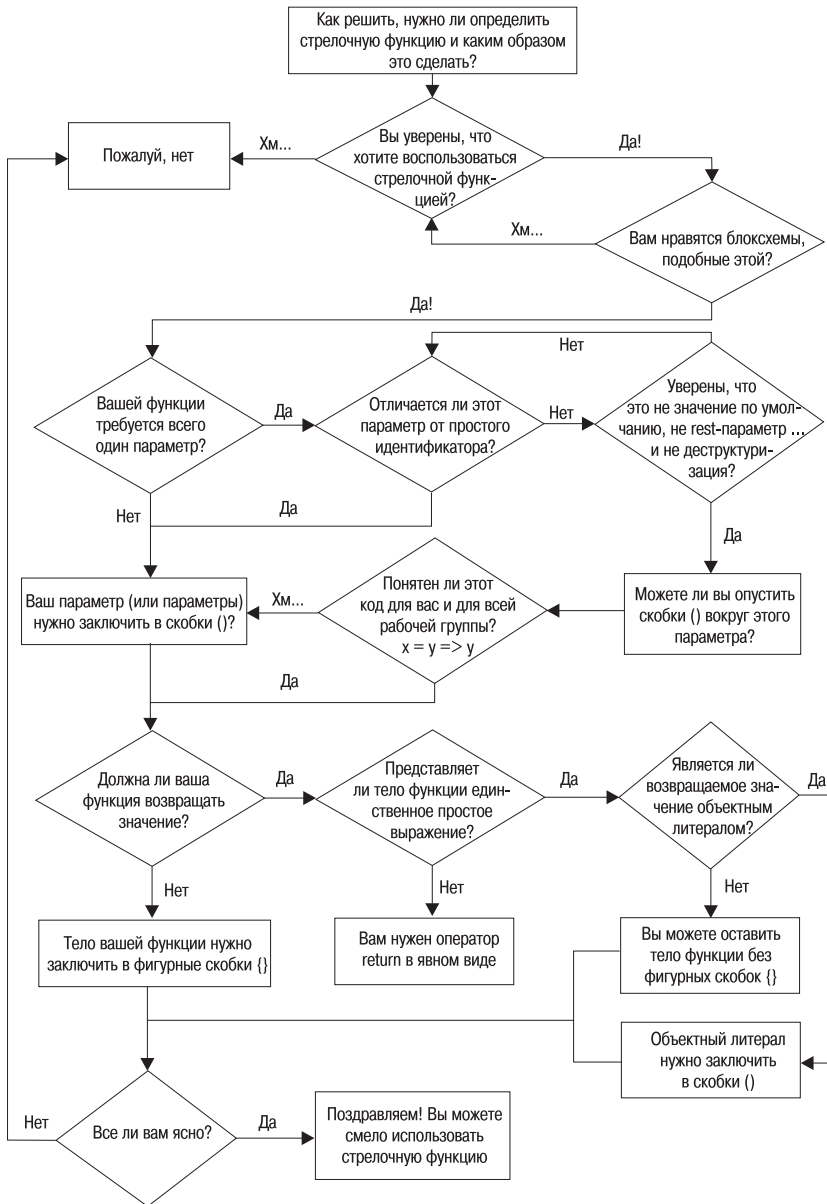 Как решить, нужно ли определить
стрелочную функцию и каким образом
это сделать?
Хм...
Пожалуй, нет
Вы уверены, что
хотите воспользоваться
стрелочной функ-
цией?
Да!
Хм...
Вам нравятся блоксхемы,
подобные этой?
Да!
Нет
Вашей функции
требуется всего
один параметр?
Да
Отличается ли этот
параметр от простого
идентификатора?
Нет
Уверены, что
это не значение по умол-
чанию, не rest-параметр ...
и не деструктури-
зация?
Нет
Да
Да
Ваш параметр (или параметры)
нужно заключить в скобки ()?
Хм...
Понятен ли этот
код для вас и для всей
рабочей группы?
x = y => y
Можете ли вы опустить
скобки () вокруг этого
параметра?
Да
Должна ли ваша
функция возвращать
значение?
Да
Представляет
ли тело функции един-
ственное простое
выражение?
Да
Является ли
возвращаемое зна-
чение объектным
литералом?
Да
Нет
Нет
Нет
Тело вашей функции нужно
заключить в фигурные скобки {}
Вам нужен оператор
return в явном виде
Вы можете оставить
тело функции без
фигурных скобок {}
Объектный литерал
нужно заключить
в скобки ()
Нет
Все ли вам ясно?
Да
Поздравляем! Вы можете
смело использовать
стрелочную функцию